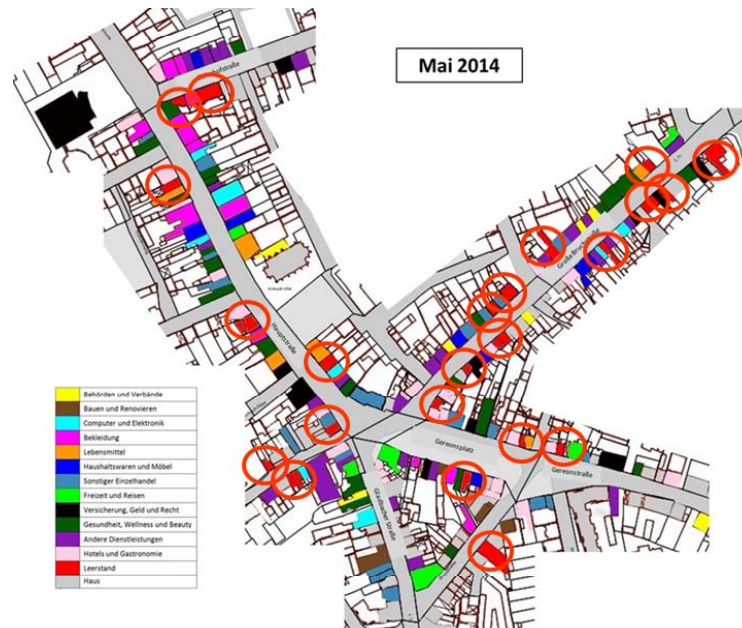 Mai 2014
Große Bruchstraße
Hauptstraße
Gereonsplatz
Gereonstraße
Gladbacher Straße
Behörden und Verbände
Bauen und Renovieren
Computer und Elektronik
Bekleidung
Lebensmittel
Haushaltswaren und Möbel
Sonstiger Einzelhandel
Freizeit und Reisen
Versicherung, Geld und Recht
Gesundheit, Wellness und Beauty
Andere Dienstleistungen
Hotels und Gastronomie
Leerstand
Haus